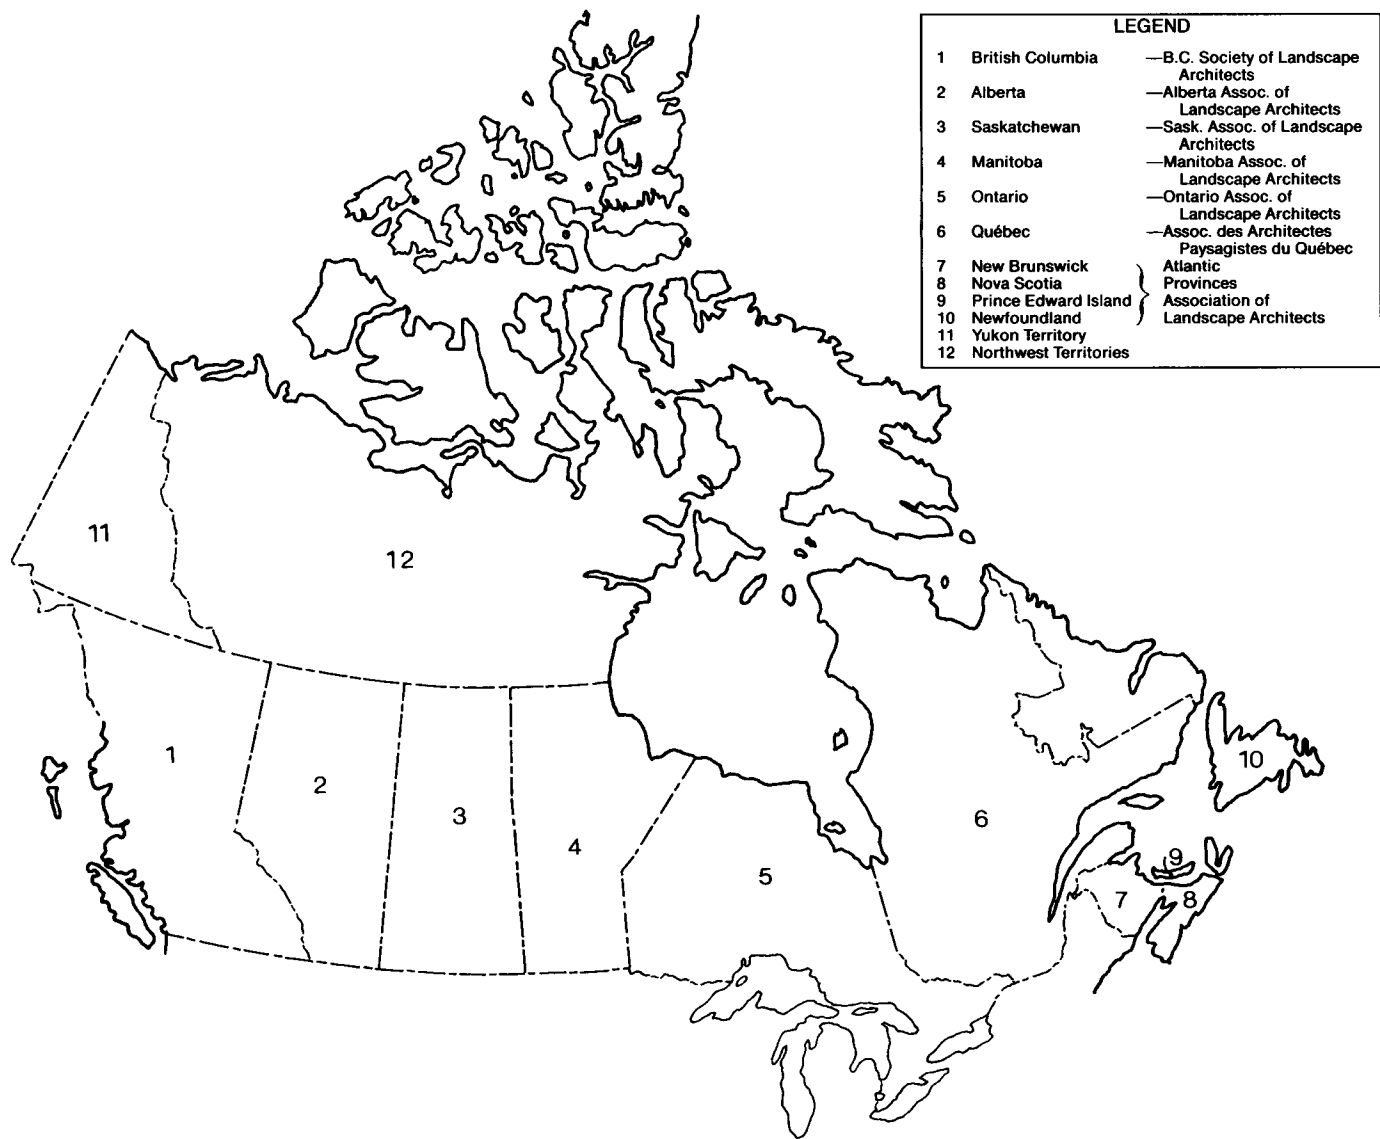 LEGEND
1 British Columbia —B.C. Society of Landscape
Architects
2 Alberta —Alberta Assoc. of
Landscape Architects
3 Saskatchewan —Sask. Assoc. of Landscape
Architects
4 Manitoba —Manitoba Assoc. of
Landscape Architects
5 Ontario —Ontario Assoc. of
Landscape Architects
6 Québec —Assoc. des Architectes
Paysagistes du Québec
7 New Brunswick Atlantic
8 Nova Scotia Provinces
9 Prince Edward Island Association of
10 Newfoundland Landscape Architects
11 Yukon Territory
12 Northwest Territories
11
12
1
2
3
4
5
6
10
9
7
8